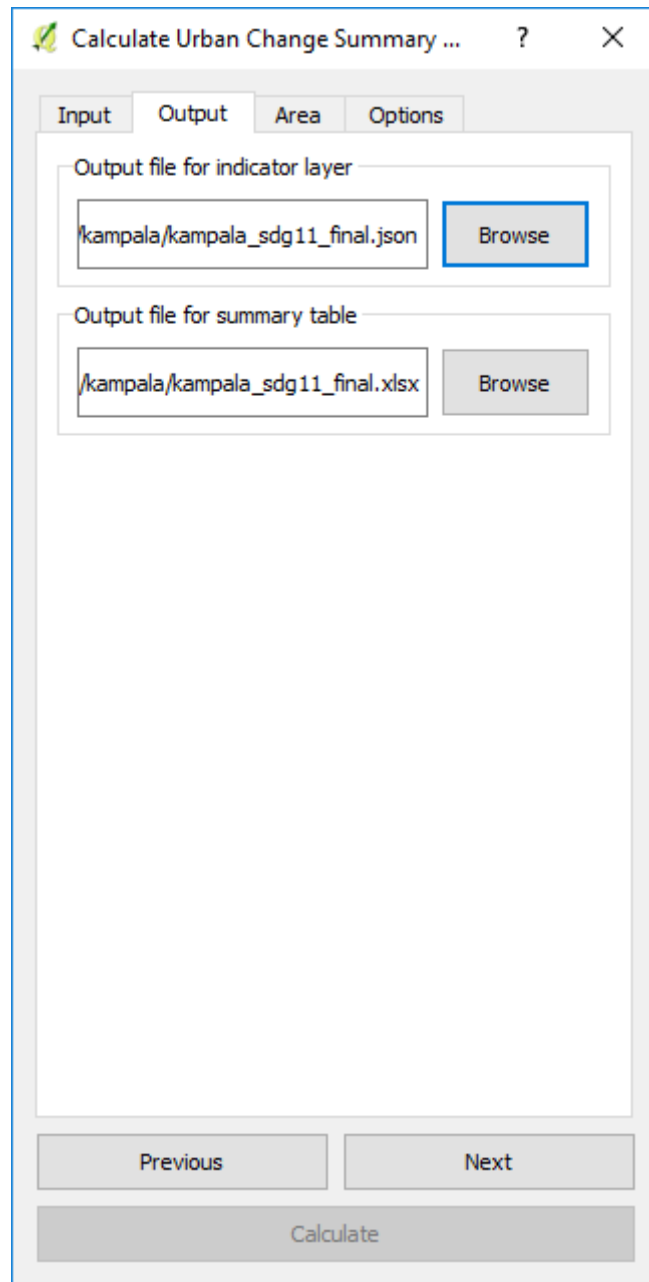 Calculate Urban Change Summary ... ?
Input Output Area Options
Output file for indicator layer
/kampala/kampala_sdg11_final.json Browse
Output file for summary table
/kampala/kampala_sdg11_final.xlsx Browse
Previous Next
Calculate